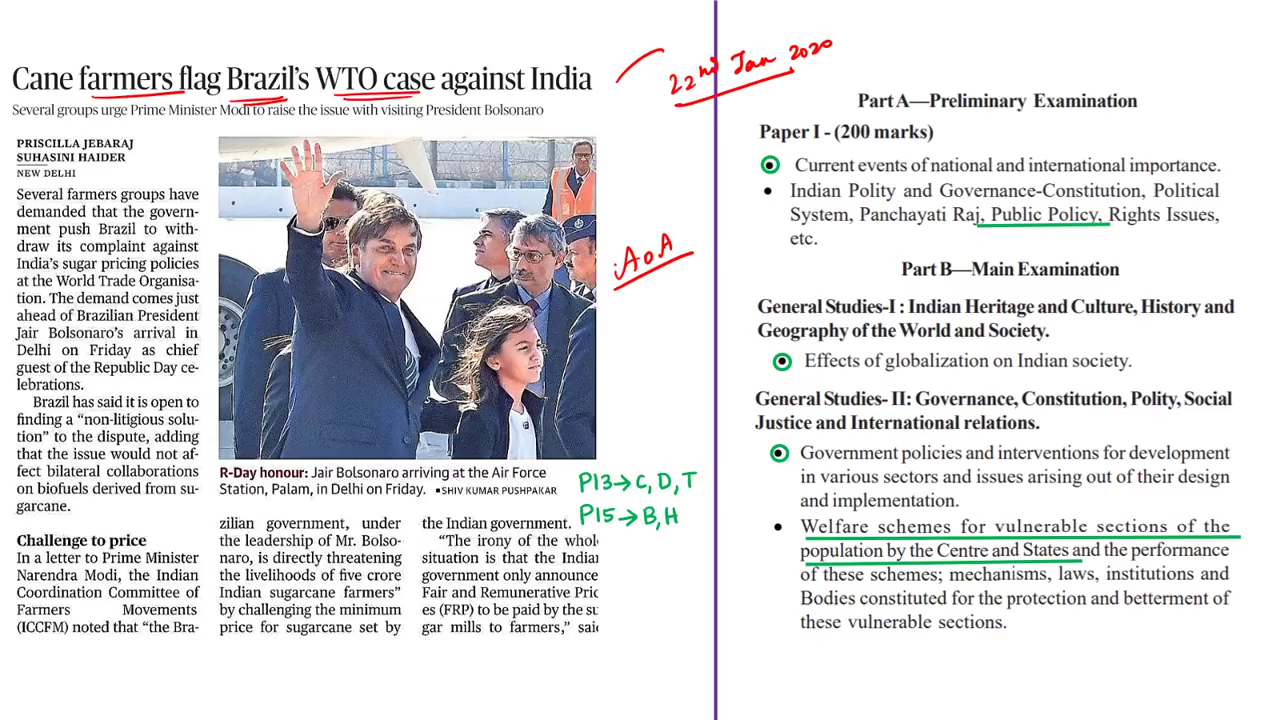 Cane farmers flag Brazil's WTO case against India
Several groups urge Prime Minister Modi to raise the issue with visiting President Bolsonaro
PRISCILLA JEBARAJ
SUHASINI HAIDER
NEW DELHI
Several farmers groups have
demanded that the govern-
ment push Brazil to with-
draw its complaint against
India's sugar pricing policies
at the World Trade Organisa-
tion. The demand comes just
ahead of Brazilian President
Jair Bolsonaro's arrival in
Delhi on Friday as chief
guest of the Republic Day ce-
lebrations.
Brazil has said it is open to
finding a “non-litigious solu-
tion” to the dispute, adding
that the issue would not af-
fect bilateral collaborations
on biofuels derived from su-
garcane.
Challenge to price
In a letter to Prime Minister
Narendra Modi, the Indian
Coordination Committee of
Farmers Movements
(ICCFM) noted that “the Bra-
R-Day honour: Jair Bolsonaro arriving at the Air Force
Station, Palam, in Delhi on Friday. ■SHIV KUMAR PUSHPAKAR
zilian government, under
the leadership of Mr. Bolso-
naro, is directly threatening
the livelihoods of five crore
Indian sugarcane farmers”
by challenging the minimum
price for sugarcane set by
the Indian government.
“The irony of the whole
situation is that the Indian
government only announce
Fair and Remunerative Pric
es (FRP) to be paid by the su
gar mills to farmers,” said
22nd Jan 2020
AoA
P13→C, D, T
P15→B, H
Part A—Preliminary Examination
Paper I - (200 marks)
Current events of national and international importance.
• Indian Polity and Governance-Constitution, Political
System, Panchayati Raj, Public Policy, Rights Issues,
etc.
Part B—Main Examination
General Studies-I : Indian Heritage and Culture, History and
Geography of the World and Society.
Effects of globalization on Indian society.
General Studies- II: Governance, Constitution, Polity, Social
Justice and International relations.
Government policies and interventions for development
in various sectors and issues arising out of their design
and implementation.
• Welfare schemes for vulnerable sections of the
population by the Centre and States and the performance
of these schemes; mechanisms, laws, institutions and
Bodies constituted for the protection and betterment of
these vulnerable sections.